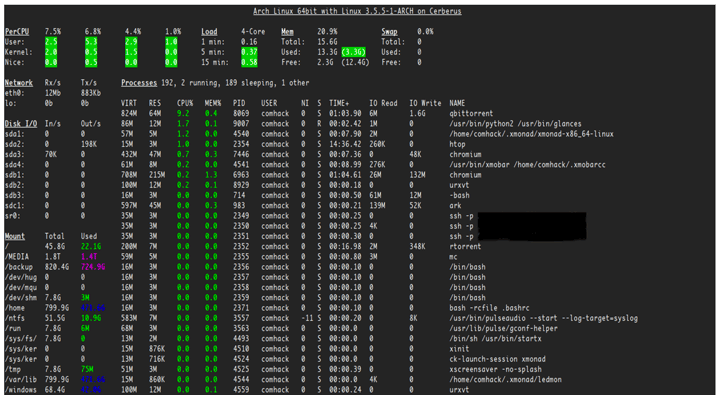 Arch Linux 64bit with Linux 3.5.5-1-ARCH on Cerberus
PerCPU 7.5% 6.8% 4.4% 1.0% Load 4-Core Mem 20.9% Swap 0.0%
User: 2.5 5.3 2.9 1.0 1 min: 0.16 Total: 15.6G Total: 0
Kernel: 2.0 0.5 1.5 0.0 5 min: 0.37 Used: 13.3G (3.3G) Used: 0
Nice: 0.0 0.5 0.0 0.0 15 min: 0.58 Free: 2.3G (12.4G) Free: 0
Network Rx/s Tx/s Processes 192, 2 running, 189 sleeping, 1 other
eth0: 12Mb 883Kb
lo: 0b 0b VIRT RES CPU% MEM% PID USER NI S TIME+ IO Read IO Write NAME
824M 64M 9.2 0.4 8069 comhack 0 S 01:03.90 6M 1.6G qbittorrent
Disk I/O In/s Out/s 86M 12M 1.7 0.1 9007 comhack 0 R 00:02.42 1M 0 /usr/bin/python2 /usr/bin/glances
sda1: 0 0 57M 5M 1.2 0.0 4540 comhack 0 S 00:07.90 2M 0 /home/comhack/.xmonad/xmonad-x86_64-linux
sda2: 0 198K 15M 3M 1.0 0.0 2354 comhack 0 S 14:36.42 260K 0 htop
sda3: 70K 0 432M 47M 0.7 0.3 7446 comhack 0 S 00:07.36 0 48K chromium
sda4: 0 0 61M 8M 0.2 0.0 4541 comhack 0 S 00:08.99 276K 0 /usr/bin/xmobar /home/comhack/.xmobarcc
sdb1: 0 0 708M 215M 0.2 1.3 6963 comhack 0 S 01:04.61 26M 132M chromium
sdb2: 0 0 100M 12M 0.2 0.1 8929 comhack 0 S 00:00.18 0 0 urxvt
sdb3: 0 0 16M 3M 0.0 0.0 714 comhack 0 S 00:00.50 61M 12M -bash
sdc1: 0 0 597M 45M 0.0 0.3 983 comhack 0 S 00:00.21 139M 52K ark
sr0: 0 0 35M 3M 0.0 0.0 2349 comhack 0 S 00:00.25 0 0 ssh -p
35M 3M 0.0 0.0 2350 comhack 0 S 00:00.25 4K 0 ssh -p
35M 3M 0.0 0.0 2351 comhack 0 S 00:00.30 0 0 ssh -p
Mount Total Used
/ 45.8G 22.1G 200M 7M 0.0 0.0 2352 comhack 0 S 00:16.98 2M 348K rtorrent
/MEDIA 1.8T 1.4T 59M 5M 0.0 0.0 2355 comhack 0 S 00:00.80 3M 0 mc
/backup 820.4G 724.9G 16M 3M 0.0 0.0 2356 comhack 0 S 00:00.10 0 0 /bin/bash
/dev/hug 0 0 16M 3M 0.0 0.0 2357 comhack 0 S 00:00.10 0 0 /bin/bash
/dev/mqu 0 0 16M 3M 0.0 0.0 2358 comhack 0 S 00:00.10 0 0 /bin/bash
/dev/shm 7.8G 3M 16M 3M 0.0 0.0 2359 comhack 0 S 00:00.10 0 0 /bin/bash
/home 799.9G 16M 3M 0.0 0.0 2371 comhack 0 S 00:00.10 0 0 bash -rcfile .bashrc
/ntfs 51.5G 10.9G 583M 7M 0.0 0.0 3557 comhack -11 S 00:00.20 0 8K /usr/bin/pulseaudio --start --log-target=syslog
/run 7.8G 6M 68M 3M 0.0 0.0 3563 comhack 0 S 00:00.0 0 0 /usr/lib/pulse/gconf-helper
/sys/fs/ 7.8G 0 13M 2M 0.0 0.0 4493 comhack 0 S 00:00.0 0 0 /bin/sh /usr/bin/startx
/sys/ker 0 0 15M 876K 0.0 0.0 4510 comhack 0 S 00:00.0 0 0 xinit
/sys/ker 0 0 13M 716K 0.0 0.0 4524 comhack 0 S 00:00.0 0 0 ck-launch-session xmonad
/tmp 7.8G 75M 51M 3M 0.0 0.0 4525 comhack 0 S 00:00.39 0 0 xscreensaver -no-splash
/var/lib 799.9G 15M 860K 0.0 0.0 4544 comhack 0 S 00:00.0 4K 0 /home/comhack/.xmonad/ledmon
/windows 68.4G 100M 12M 0.0 0.1 4559 comhack 0 S 00:00.24 0 0 urxvt